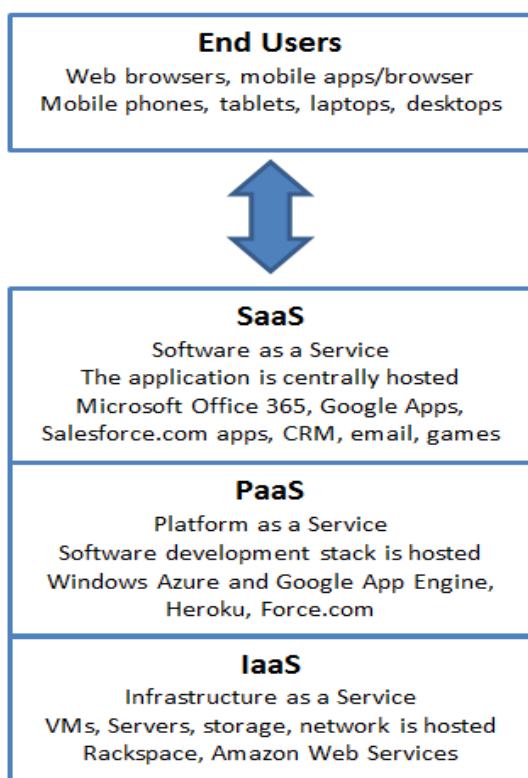 End Users
Web browsers, mobile apps/browser
Mobile phones, tablets, laptops, desktops
SaaS
Software as a Service
The application is centrally hosted
Microsoft Office 365, Google Apps,
Salesforce.com apps, CRM, email, games
PaaS
Platform as a Service
Software development stack is hosted
Windows Azure and Google App Engine,
Heroku, Force.com
IaaS
Infrastructure as a Service
VMs, Servers, storage, network is hosted
Rackspace, Amazon Web Services